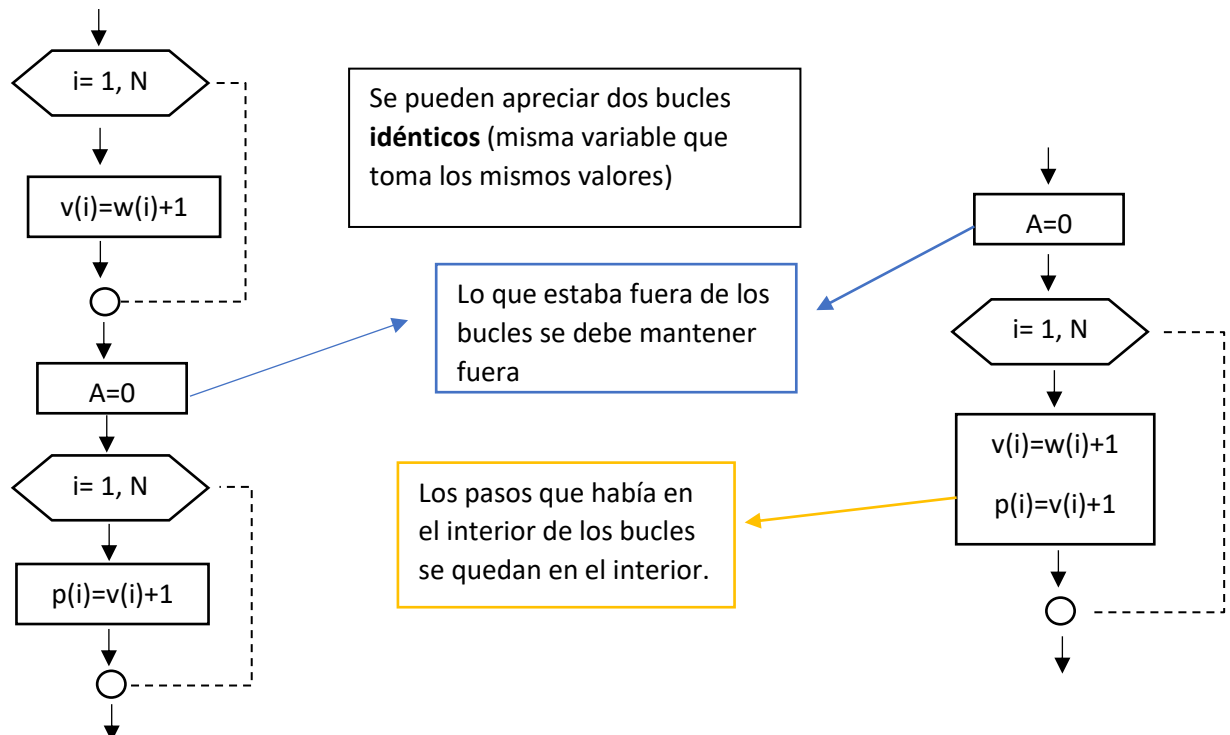 i= 1, N
v(i)=w(i)+1
A=0
i= 1, N
p(i)=v(i)+1
Se pueden apreciar dos bucles
idénticos (misma variable que
toma los mismos valores)
Lo que estaba fuera de los
bucles se debe mantener
fuera
Los pasos que había en
el interior de los bucles
se quedan en el interior.
A=0
i= 1, N
v(i)=w(i)+1
p(i)=v(i)+1